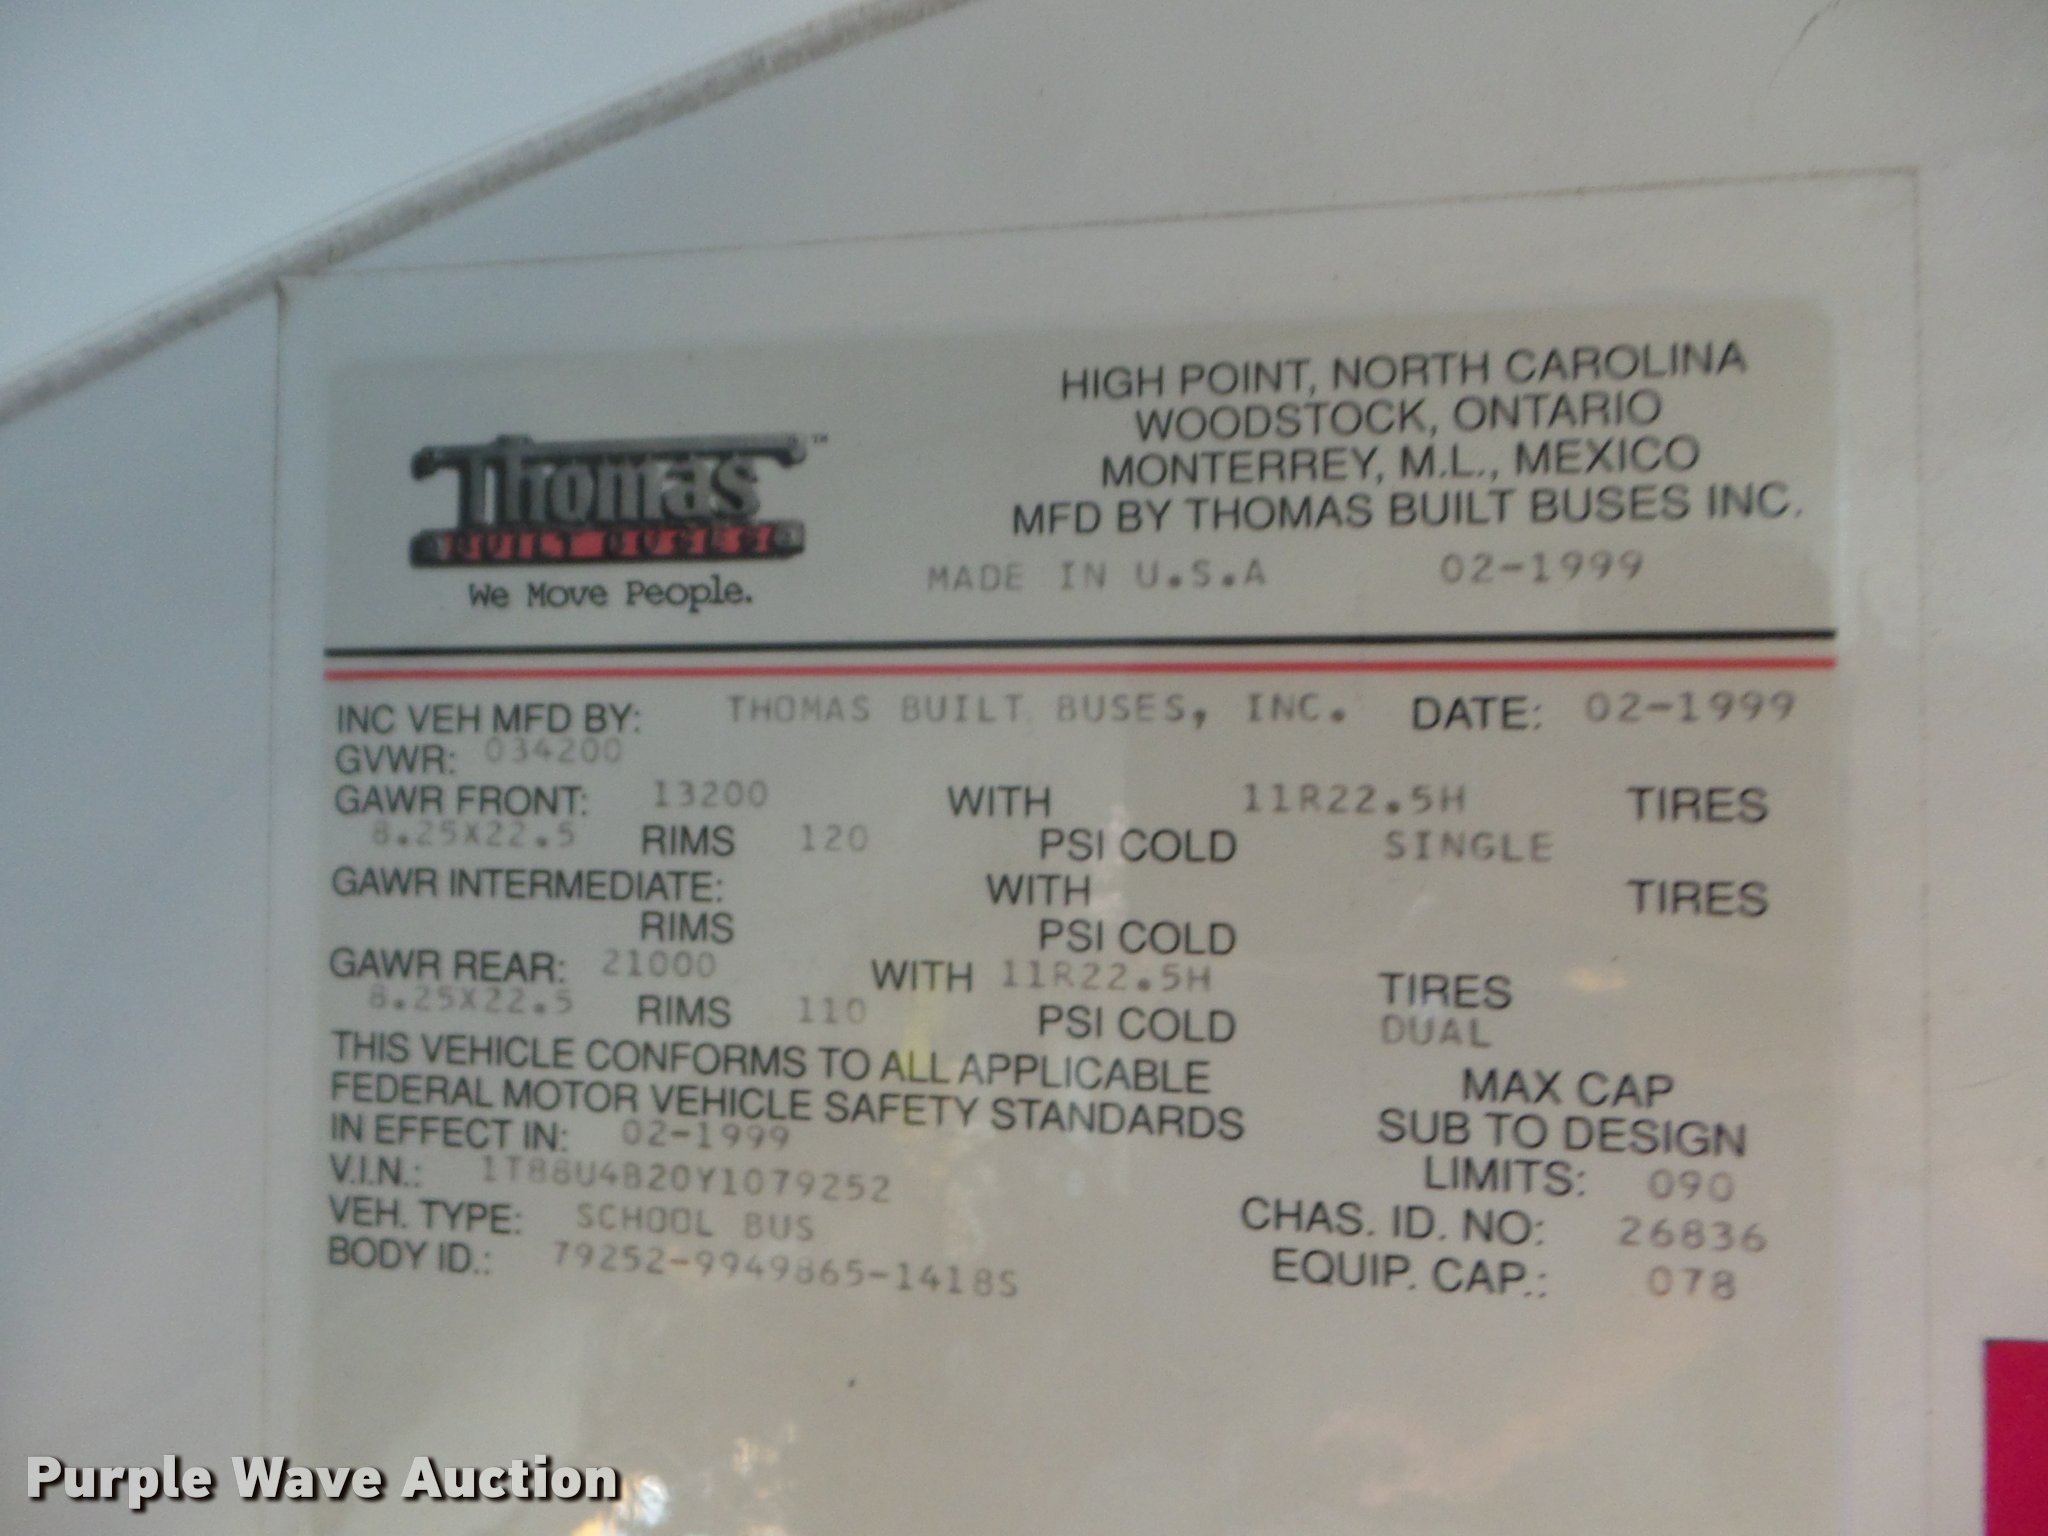 Thomas™
BUILT BUSES
We Move People.
HIGH POINT, NORTH CAROLINA
WOODSTOCK, ONTARIO
MONTERREY, M.L., MEXICO
MFD BY THOMAS BUILT BUSES INC.
MADE IN U.S.A 02-1999
INC VEH MFD BY: THOMAS BUILT BUSES, INC. DATE: 02-1999
GVWR: 034200
GAWR FRONT: 13200 WITH 11R22.5H TIRES
8.25X22.5 RIMS 120 PSI COLD SINGLE
GAWR INTERMEDIATE: WITH TIRES
RIMS PSI COLD
GAWR REAR: 21000 WITH 11R22.5H TIRES
8.25X22.5 RIMS 110 PSI COLD DUAL
THIS VEHICLE CONFORMS TO ALL APPLICABLE
FEDERAL MOTOR VEHICLE SAFETY STANDARDS
IN EFFECT IN: 02-1999
V.I.N.: 1T88U4B20Y1079252
VEH. TYPE: SCHOOL BUS
BODY ID.: 79252-9949865-1418S
MAX CAP
SUB TO DESIGN
LIMITS: 090
CHAS. ID. NO: 26836
EQUIP. CAP.: 078
Purple Wave Auction